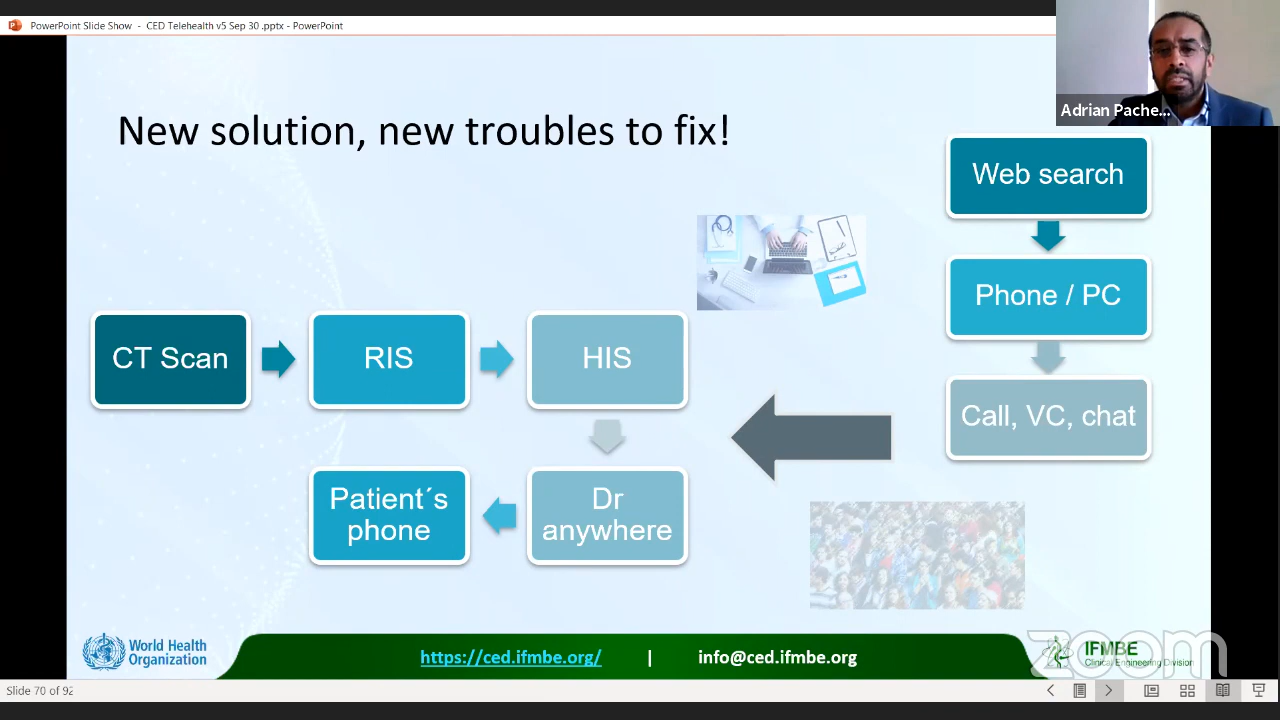 PowerPoint Slide Show - CED Telehealth v5 Sep 30 .pptx - PowerPoint
Adrian Pache...
New solution, new troubles to fix!
Web search
Phone / PC
Call, VC, chat
CT Scan
RIS
HIS
Patient´s
phone
Dr
anywhere
World Health
Organization
https://ced.ifmbe.org/ | info@ced.ifmbe.org
IFMBE
Clinical Engineering Division
zoom
Slide 70 of 92